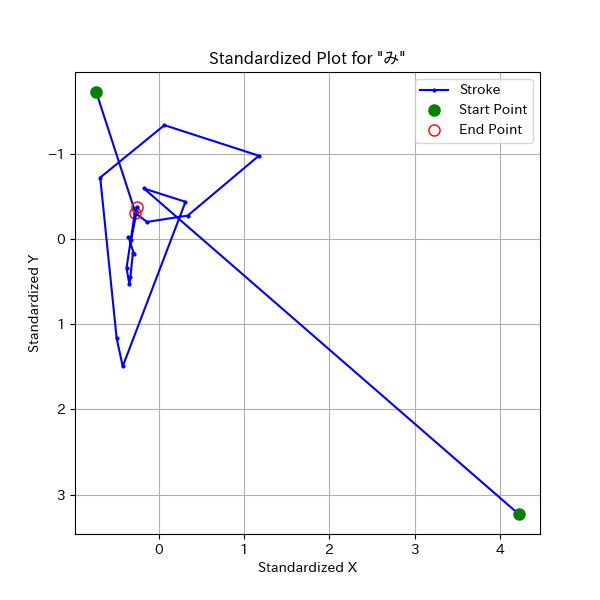 Standardized Plot for "み"
Stroke
Start Point
End Point
−1
0
1
2
3
Standardized Y
0 1 2 3 4
Standardized X